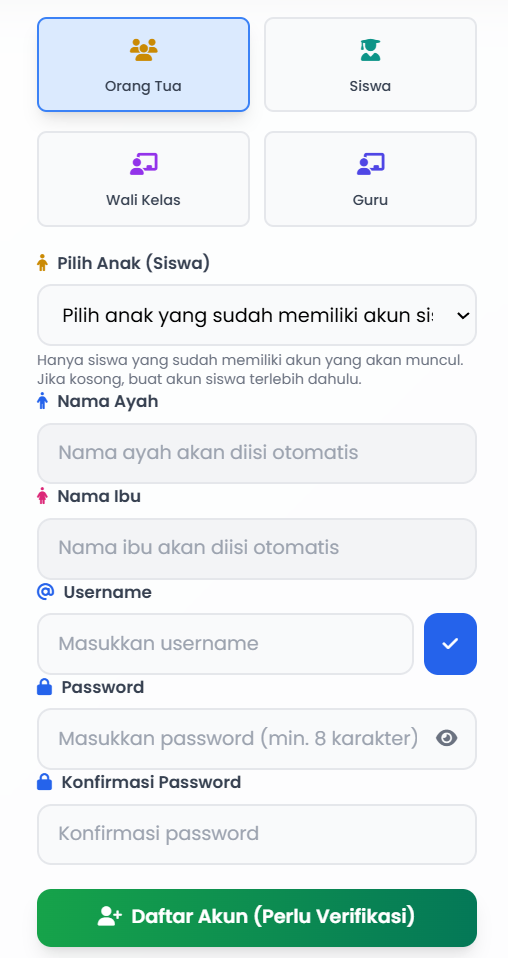 Orang Tua
Siswa
Wali Kelas
Guru
Pilih Anak (Siswa)
Pilih anak yang sudah memiliki akun si
Hanya siswa yang sudah memiliki akun yang akan muncul.
Jika kosong, buat akun siswa terlebih dahulu.
Nama Ayah
Nama ayah akan diisi otomatis
Nama Ibu
Nama ibu akan diisi otomatis
Username
Masukkan username
Password
Masukkan password (min. 8 karakter)
Konfirmasi Password
Konfirmasi password
Daftar Akun (Perlu Verifikasi)